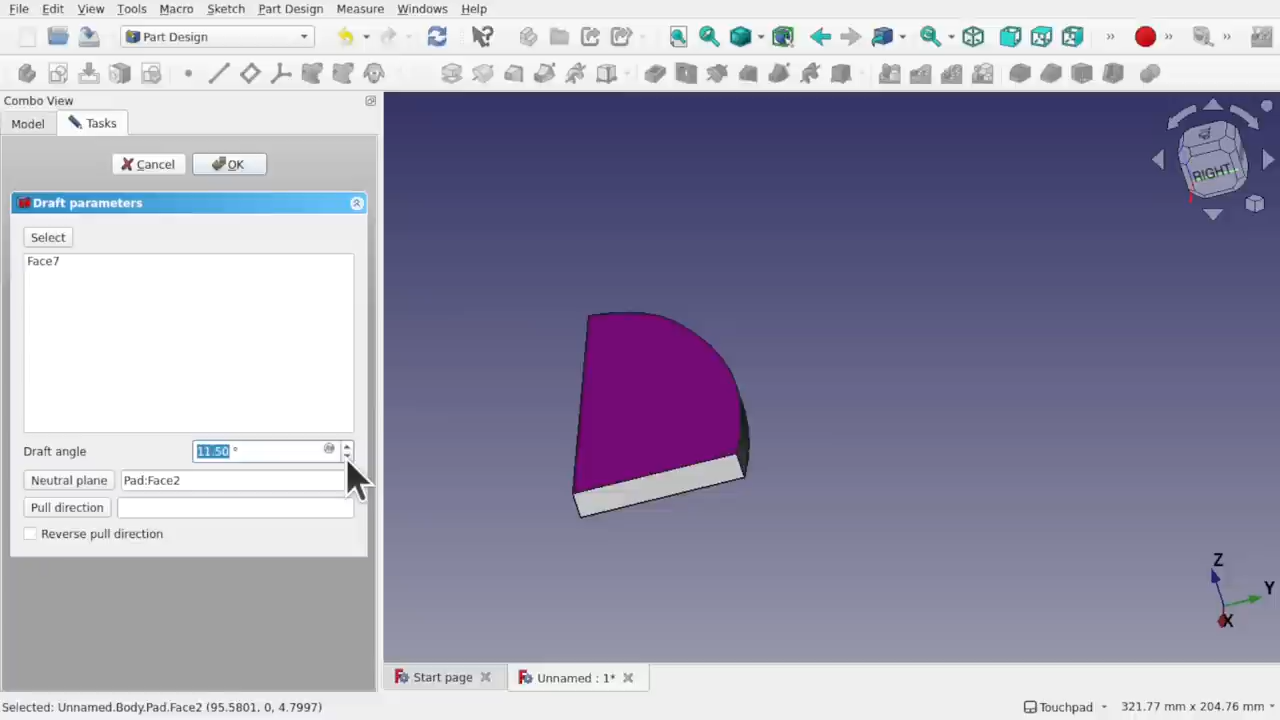 File Edit View Tools Macro Sketch Part Design Measure Windows Help
Part Design
Combo View
Model Tasks
Cancel OK
Draft parameters
Select
Face7
Draft angle 11.50 °
Neutral plane Pad:Face2
Pull direction
Reverse pull direction
RIGHT
Z
Y
X
Start page Unnamed : 1*
Selected: Unnamed.Body.Pad.Face2 (95.5801, 0, 4.7997) Touchpad 321.77 mm x 204.76 mm